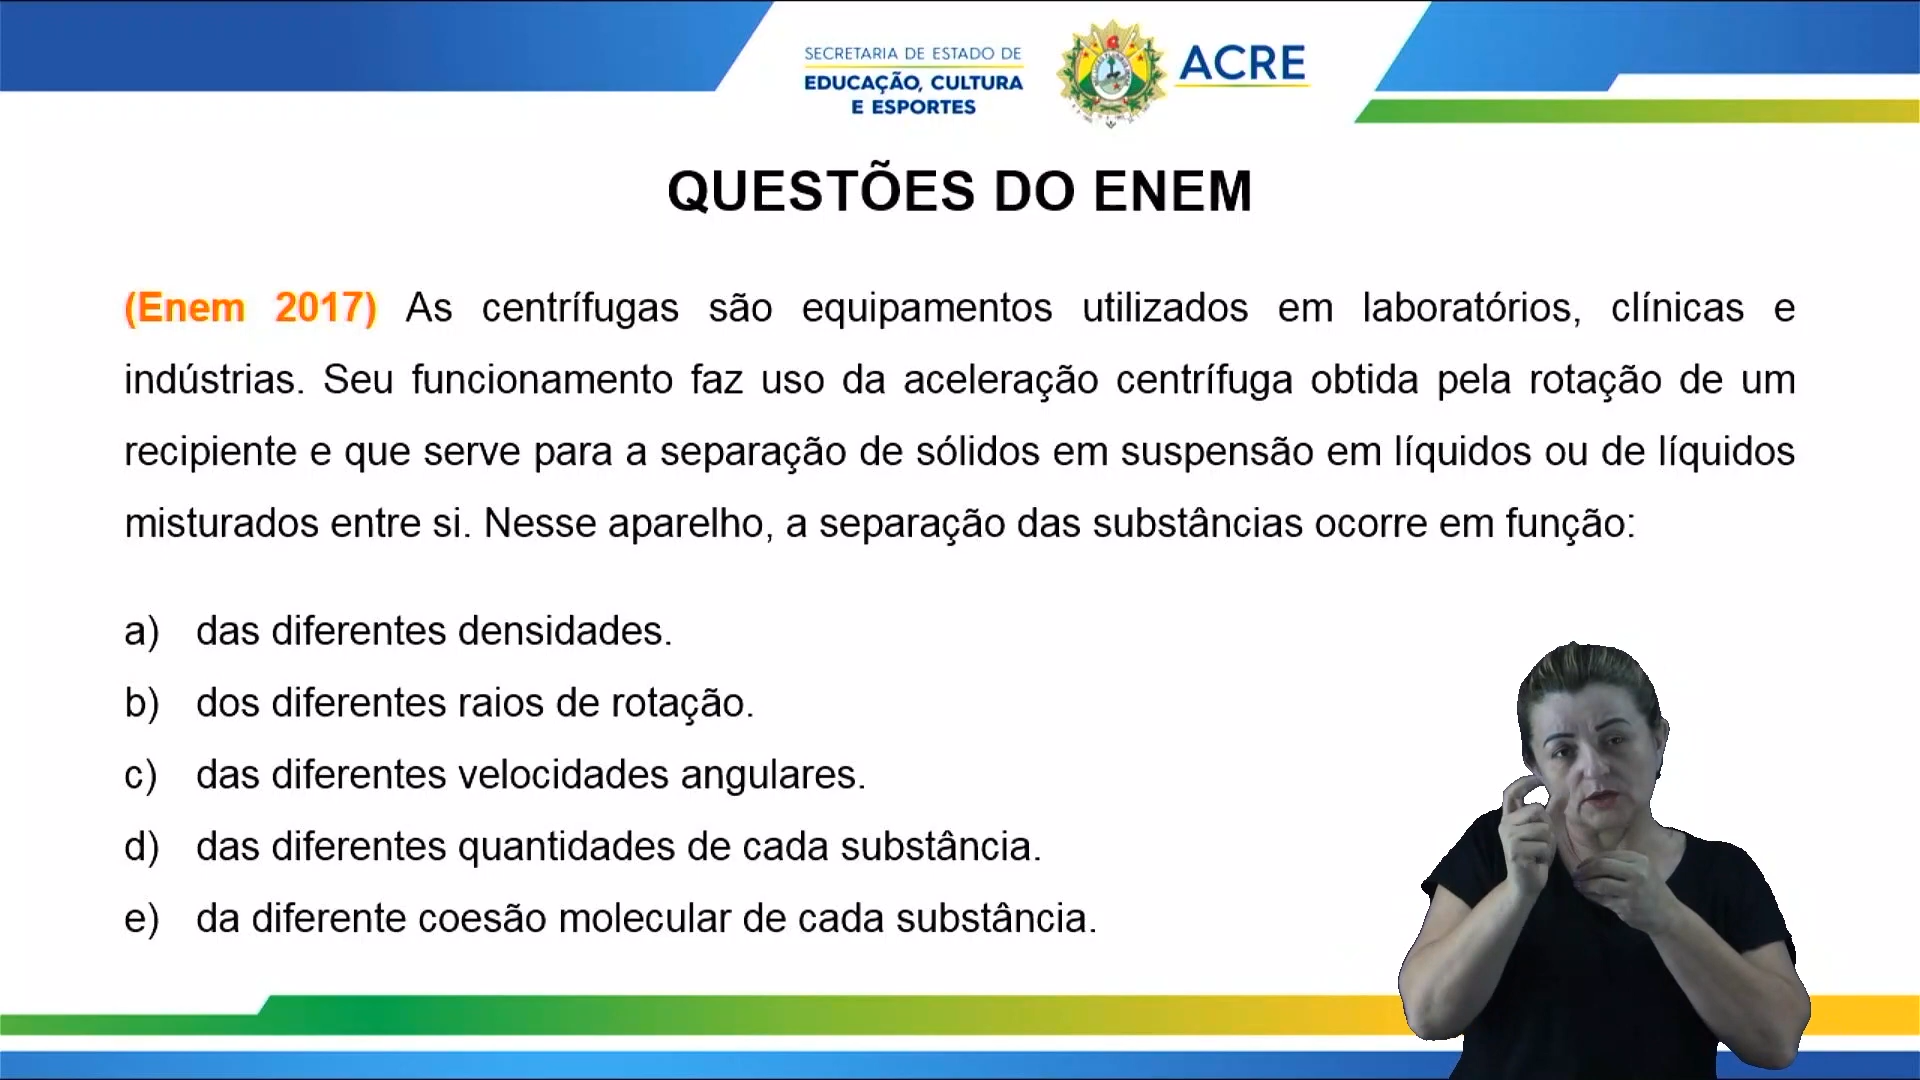 SECRETARIA DE ESTADO DE
EDUCAÇÃO, CULTURA
E ESPORTES
ACRE
QUESTÕES DO ENEM
(Enem 2017) As centrífugas são equipamentos utilizados em laboratórios, clínicas e
indústrias. Seu funcionamento faz uso da aceleração centrífuga obtida pela rotação de um
recipiente e que serve para a separação de sólidos em suspensão em líquidos ou de líquidos
misturados entre si. Nesse aparelho, a separação das substâncias ocorre em função:
a) das diferentes densidades.
b) dos diferentes raios de rotação.
c) das diferentes velocidades angulares.
d) das diferentes quantidades de cada substância.
e) da diferente coesão molecular de cada substância.